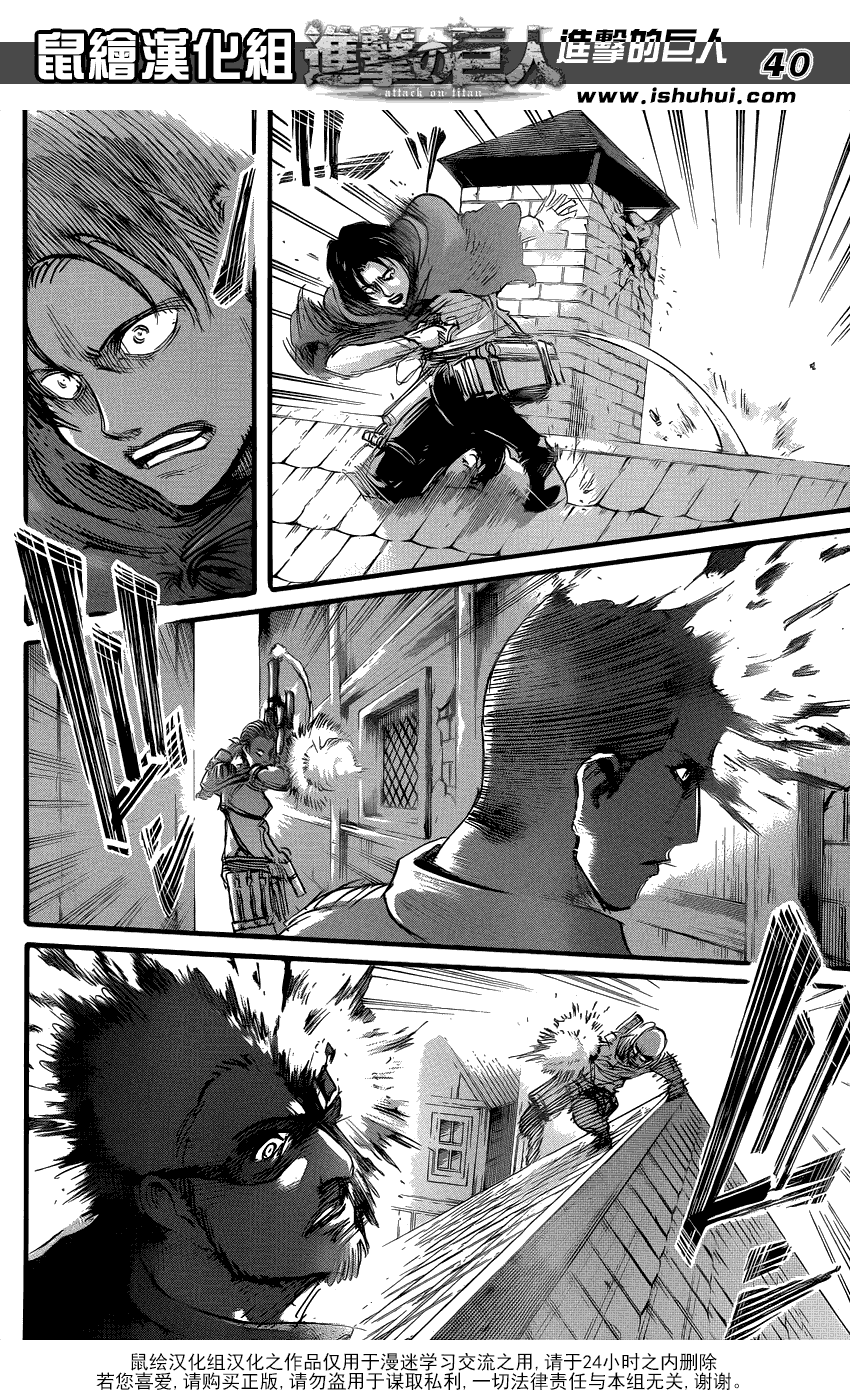 鼠繪漢化组
進撃の巨人
attack on titan
進擊的巨人
40
www.ishuhui.com
鼠绘汉化组汉化之作品仅用于漫迷学习交流之用,请于24小时之内删除
若您喜爱,请购买正版,请勿盗用于谋取私利,一切法律责任与本组无关,谢谢。